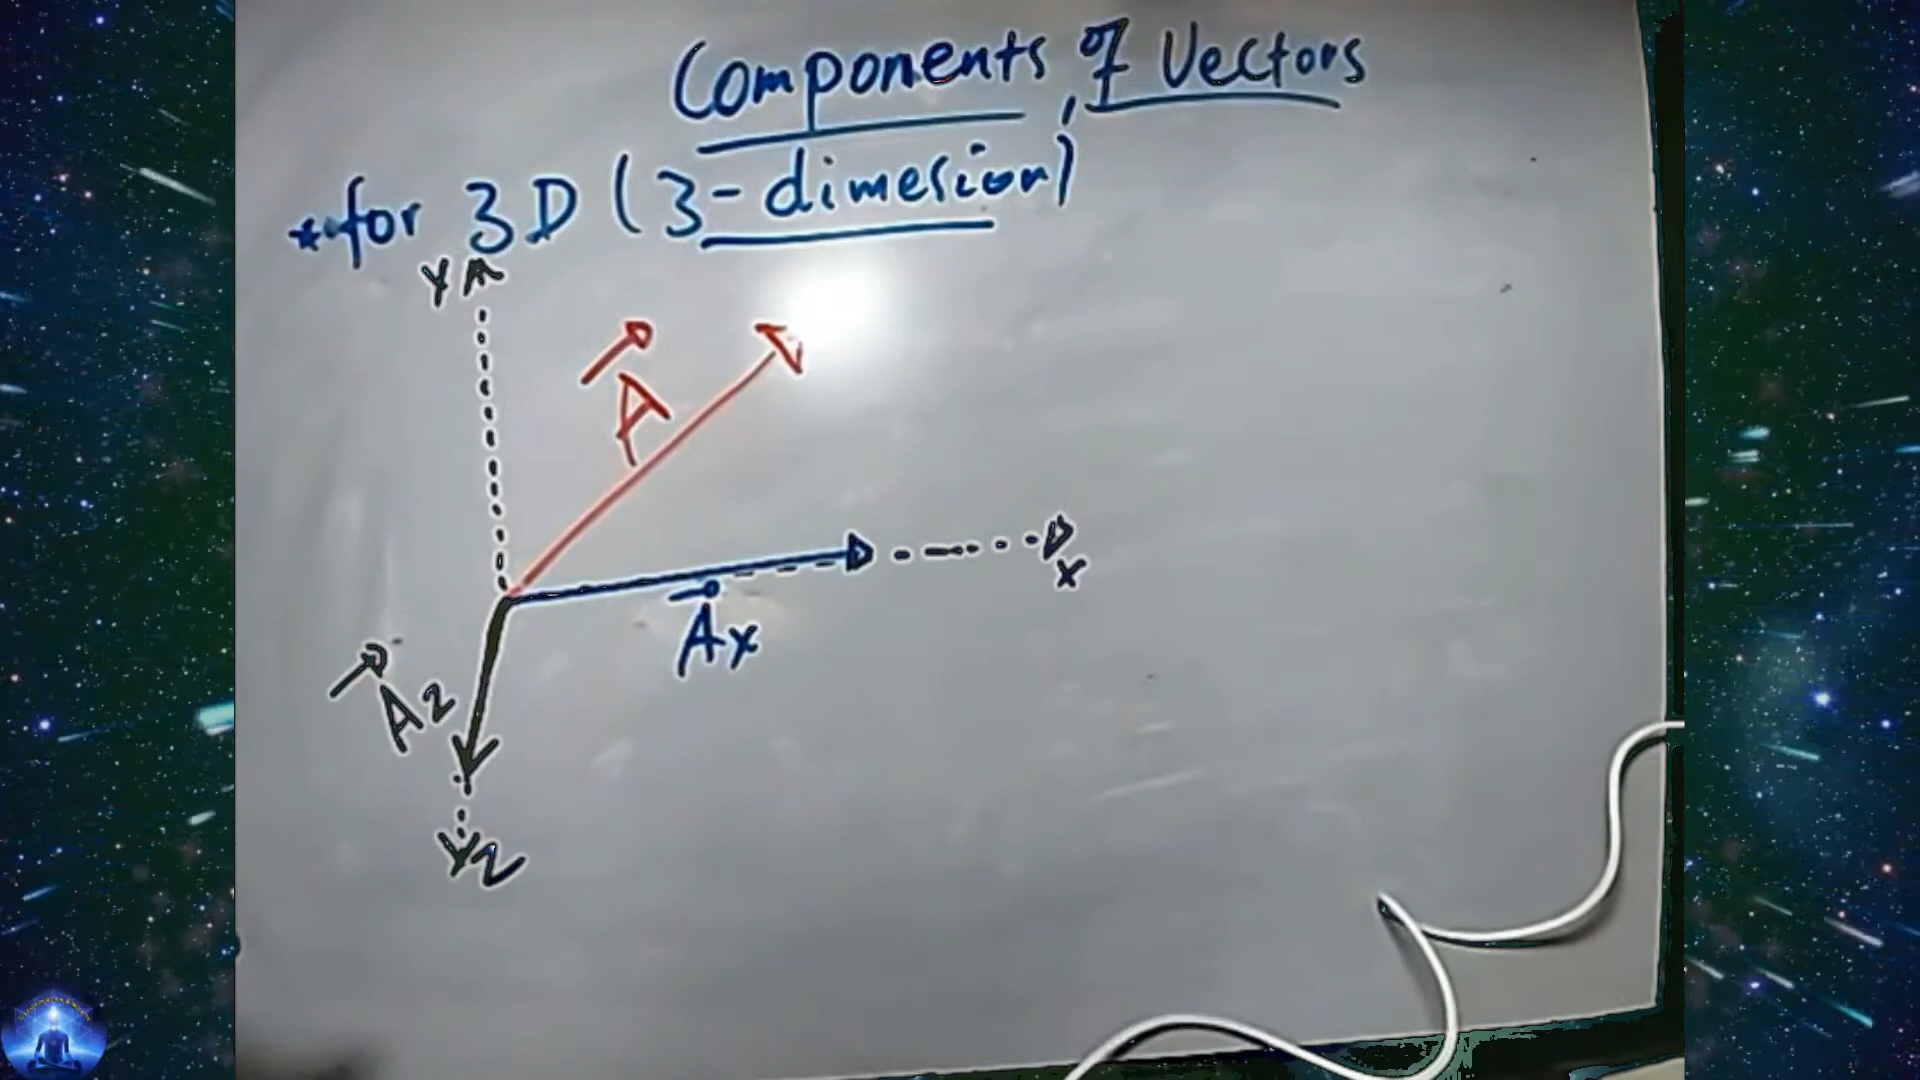 Components of Vectors
*for 3D (3-dimesion)
Y
A
x
Ax
Az
z